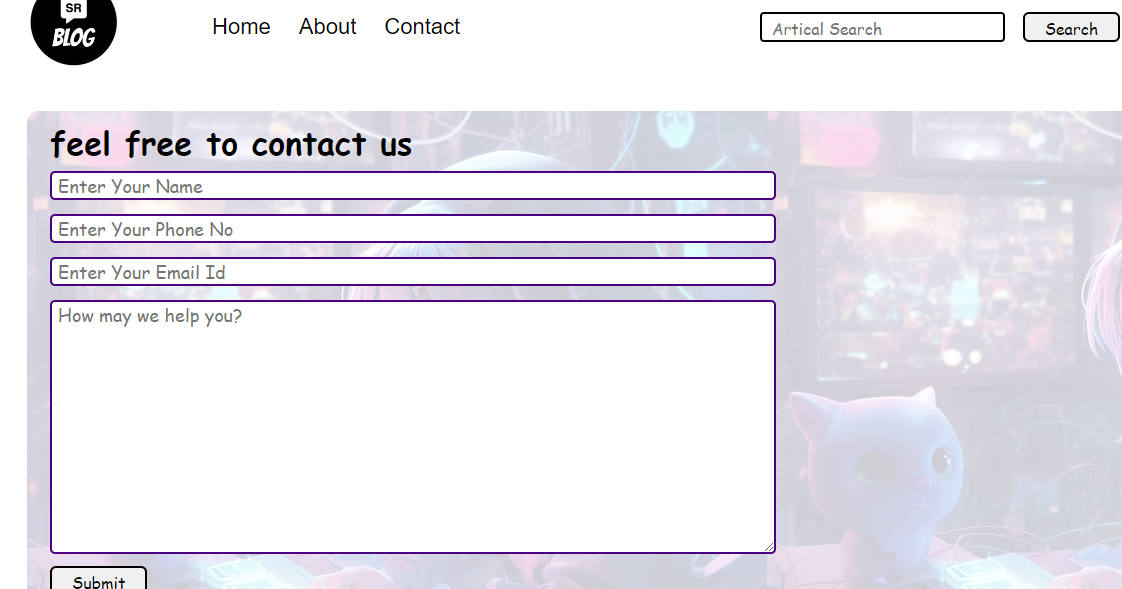 SR
BLOG
Home About Contact Artical Search Search
feel free to contact us
Enter Your Name
Enter Your Phone No
Enter Your Email Id
How may we help you?
Submit